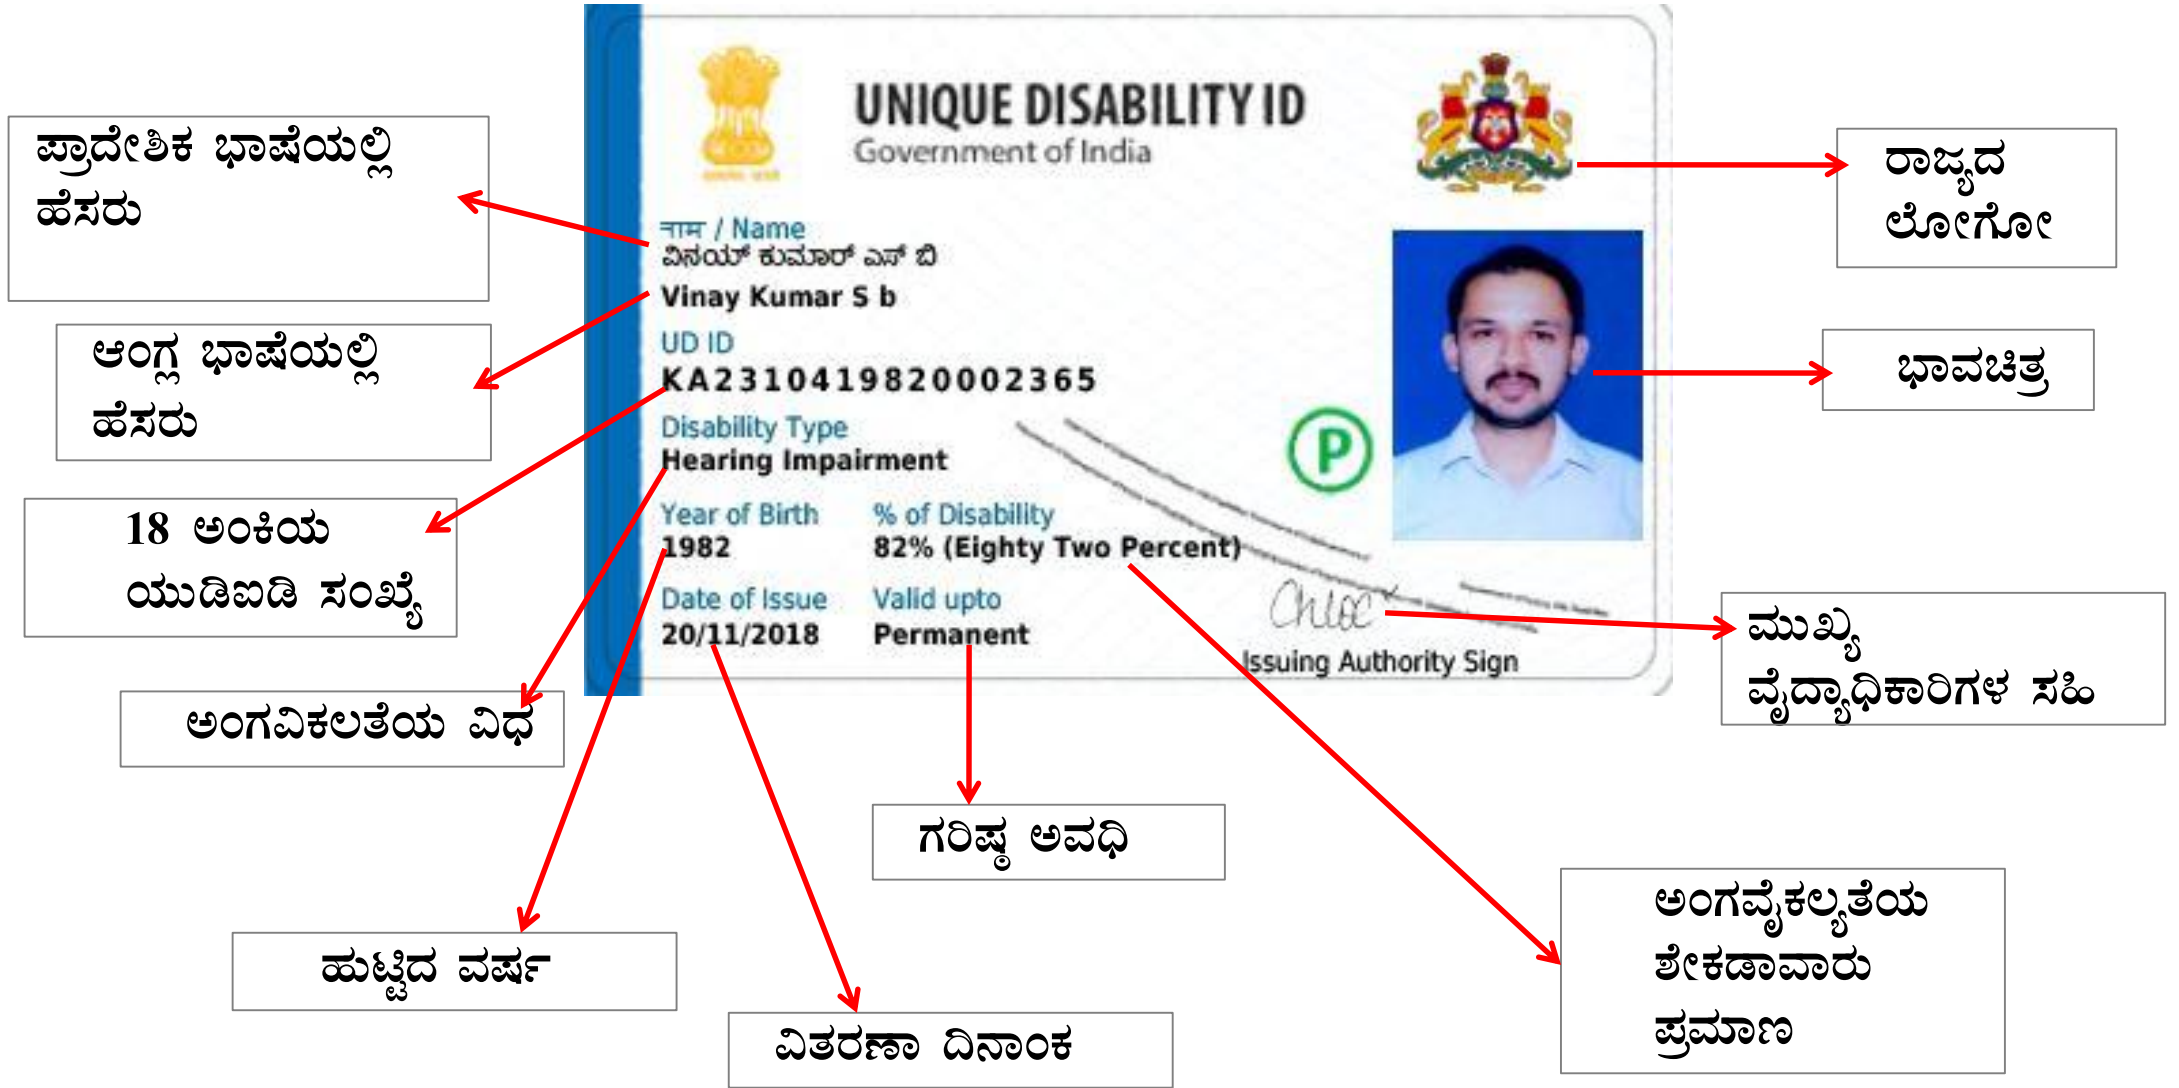 UNIQUE DISABILITY ID
Government of India
ಪ್ರಾದೇಶಿಕ ಭಾಷೆಯಲ್ಲಿ
ಹೆಸರು
ರಾಜ್ಯದ
ಲೋಗೋ
नाम / Name
ವಿನಯ್ ಕುಮಾರ್ ಎಸ್ ಬಿ
Vinay Kumar S b
ಆಂಗ್ಲ ಭಾಷೆಯಲ್ಲಿ
ಹೆಸರು
ಭಾವಚಿತ್ರ
UD ID
KA2310419820002365
Disability Type
Hearing Impairment
P
18 ಅಂಕಿಯ
ಯುಡಿಐಡಿ ಸಂಖ್ಯೆ
Year of Birth % of Disability
1982 82% (Eighty Two Percent)
Date of Issue Valid upto
20/11/2018 Permanent
Issuing Authority Sign
ಮುಖ್ಯ
ವೈದ್ಯಾಧಿಕಾರಿಗಳ ಸಹಿ
ಅಂಗವಿಕಲತೆಯ ವಿಧ
ಗರಿಷ್ಠ ಅವಧಿ
ಅಂಗವೈಕಲ್ಯತೆಯ
ಶೇಕಡಾವಾರು
ಪ್ರಮಾಣ
ಹುಟ್ಟಿದ ವರ್ಷ
ವಿತರಣಾ ದಿನಾಂಕ